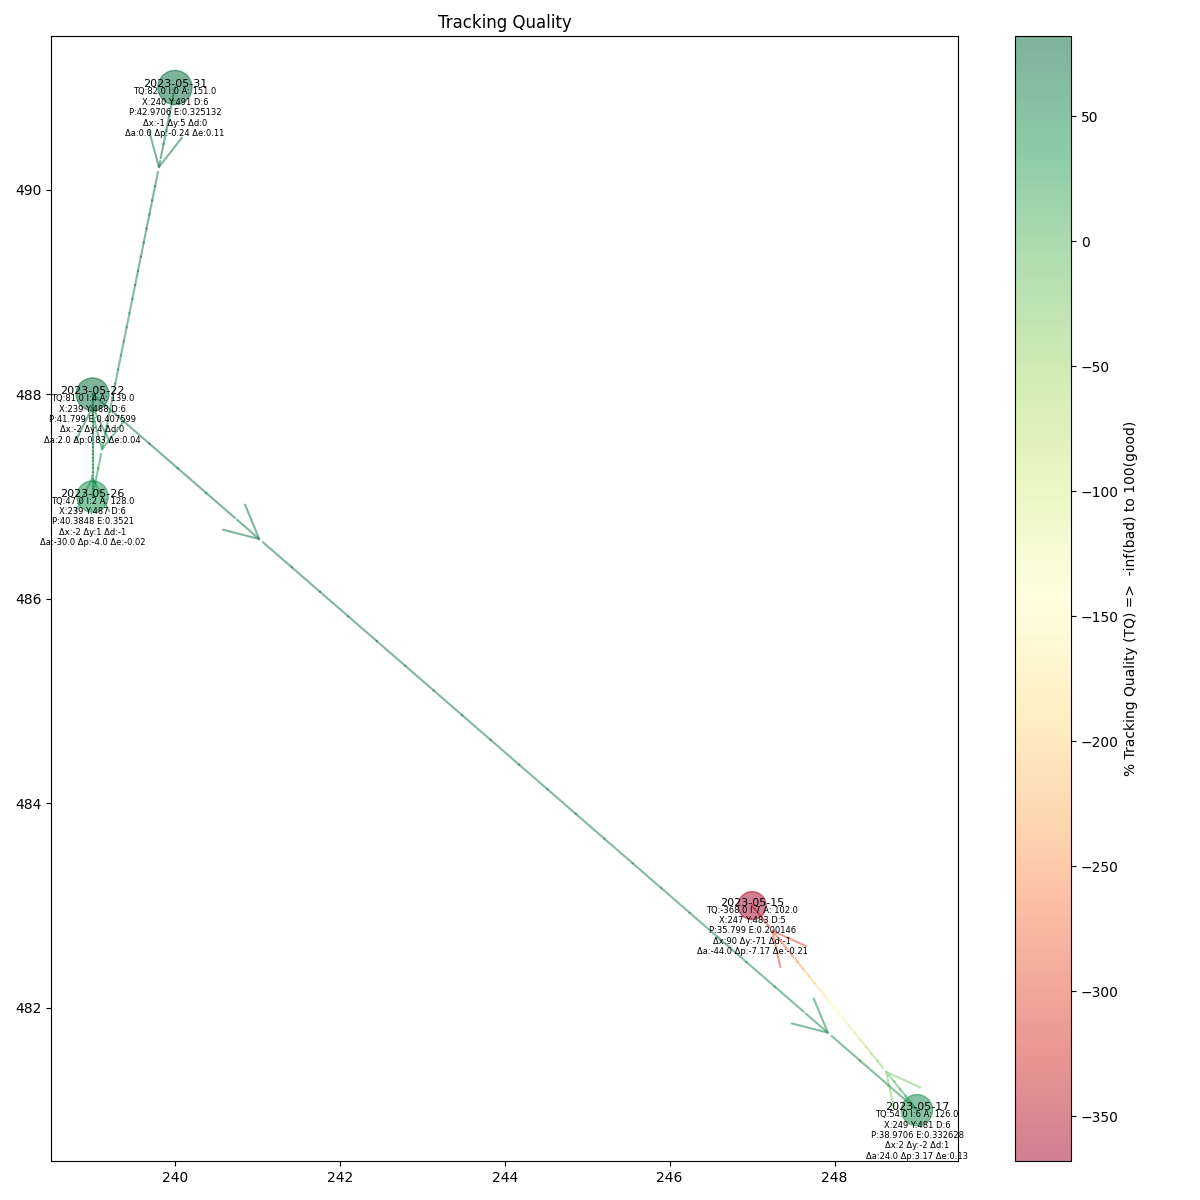 Tracking Quality
2023-05-31
TQ:82.0 I:0 A: 151.0
X:240 Y:491 D:6
P:42.9706 E:0.325132
Δx:-1 Δy:5 Δd:0
Δa:0.0 Δp:-0.24 Δe:0.11
2023-05-22
TQ:81.0 I:4 A: 139.0
X:239 Y:488 D:6
P:41.799 E:0.407599
Δx:-2 Δy:4 Δd:0
Δa:2.0 Δp:0.83 Δe:0.04
2023-05-26
TQ:47.0 I:2 A: 128.0
X:239 Y:487 D:6
P:40.3848 E:0.3521
Δx:-2 Δy:1 Δd:-1
Δa:-30.0 Δp:-4.0 Δe:-0.02
2023-05-15
TQ:-368.0 I:7 A: 102.0
X:247 Y:483 D:5
P:35.799 E:0.200146
Δx:90 Δy:-71 Δd:-1
Δa:-44.0 Δp:-7.17 Δe:-0.21
2023-05-17
TQ:54.0 I:6 A: 126.0
X:249 Y:481 D:6
P:38.9706 E:0.332628
Δx:2 Δy:-2 Δd:1
Δa:24.0 Δp:3.17 Δe:0.13
490
488
486
484
482
240
242
244
246
248
50
0
−50
−100
−150
−200
−250
−300
−350
% Tracking Quality (TQ) => -inf(bad) to 100(good)